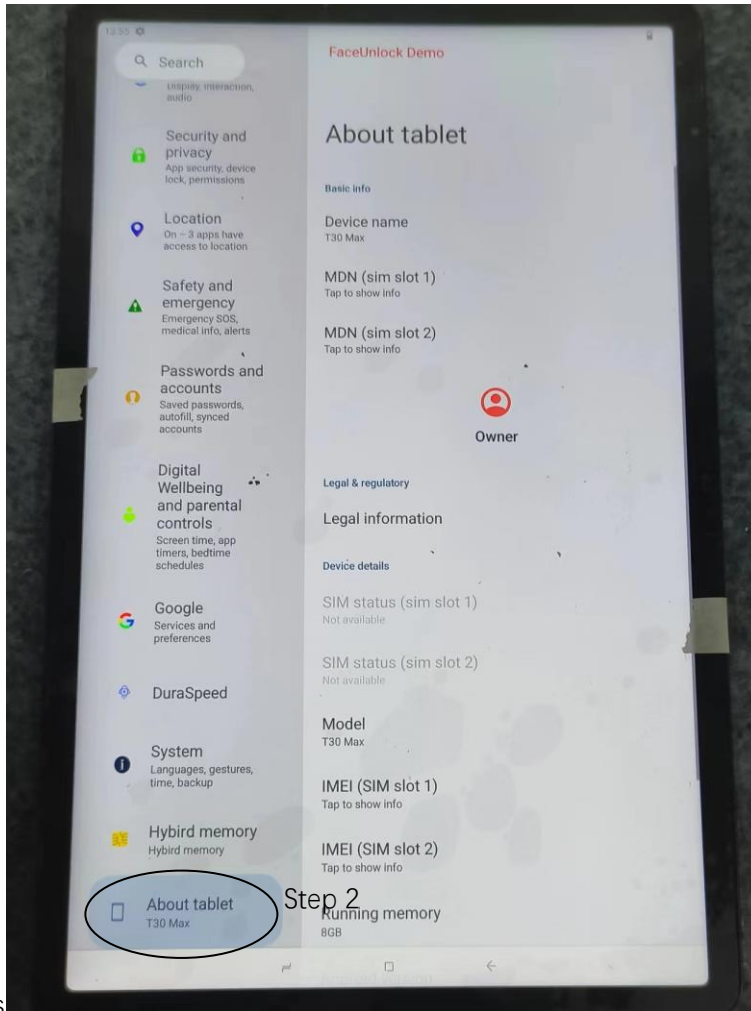 13:55
Search
Display, interaction,
audio
Security and
privacy
App security, device
lock, permissions
Location
On – 3 apps have
access to location
Safety and
emergency
Emergency SOS,
medical info, alerts
Passwords and
accounts
Saved passwords,
autofill, synced
accounts
Digital
Wellbeing
and parental
controls
Screen time, app
timers, bedtime
schedules
Google
Services and
preferences
DuraSpeed
System
Languages, gestures,
time, backup
Hybird memory
Hybird memory
About tablet
T30 Max
Step 2
FaceUnlock Demo
About tablet
Basic info
Device name
T30 Max
MDN (sim slot 1)
Tap to show info
MDN (sim slot 2)
Tap to show info
Owner
Legal & regulatory
Legal information
Device details
SIM status (sim slot 1)
Not available
SIM status (sim slot 2)
Not available
Model
T30 Max
IMEI (SIM slot 1)
Tap to show info
IMEI (SIM slot 2)
Tap to show info
Running memory
8GB